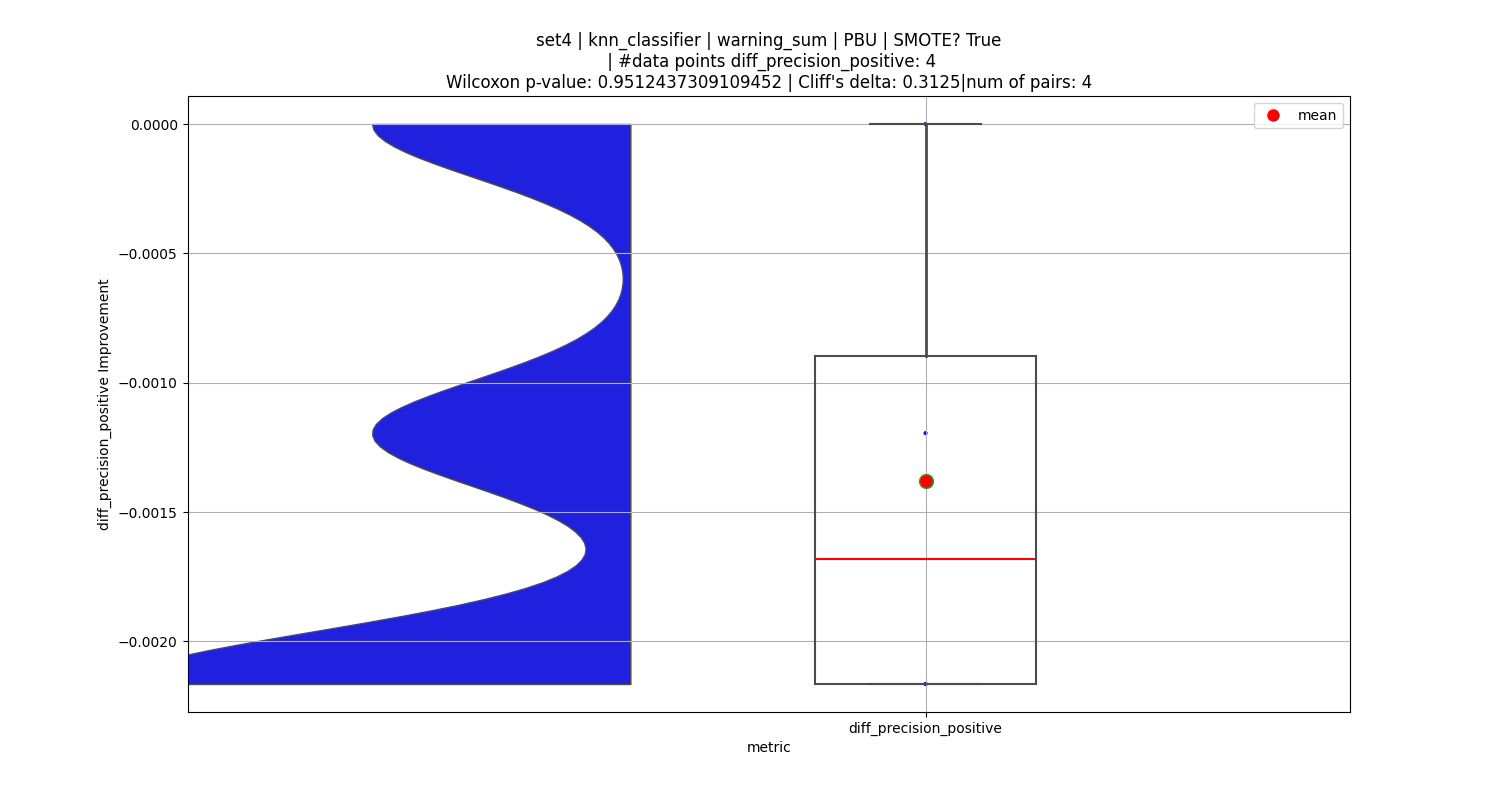 set4 | knn_classifier | warning_sum | PBU | SMOTE? True
| #data points diff_precision_positive: 4
Wilcoxon p-value: 0.9512437309109452 | Cliff's delta: 0.3125|num of pairs: 4
mean
0.0000
−0.0005
−0.0010
−0.0015
−0.0020
diff_precision_positive Improvement
diff_precision_positive
metric